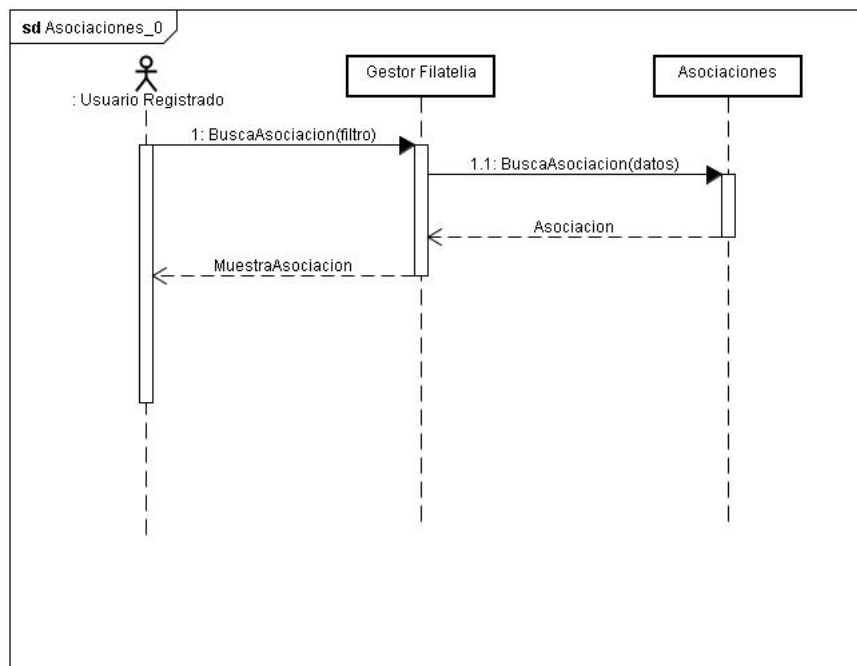 sd Asociaciones_0
: Usuario Registrado
Gestor Filatelia
Asociaciones
1: BuscaAsociacion(filtro)
1.1: BuscaAsociacion(datos)
Asociacion
MuestraAsociacion